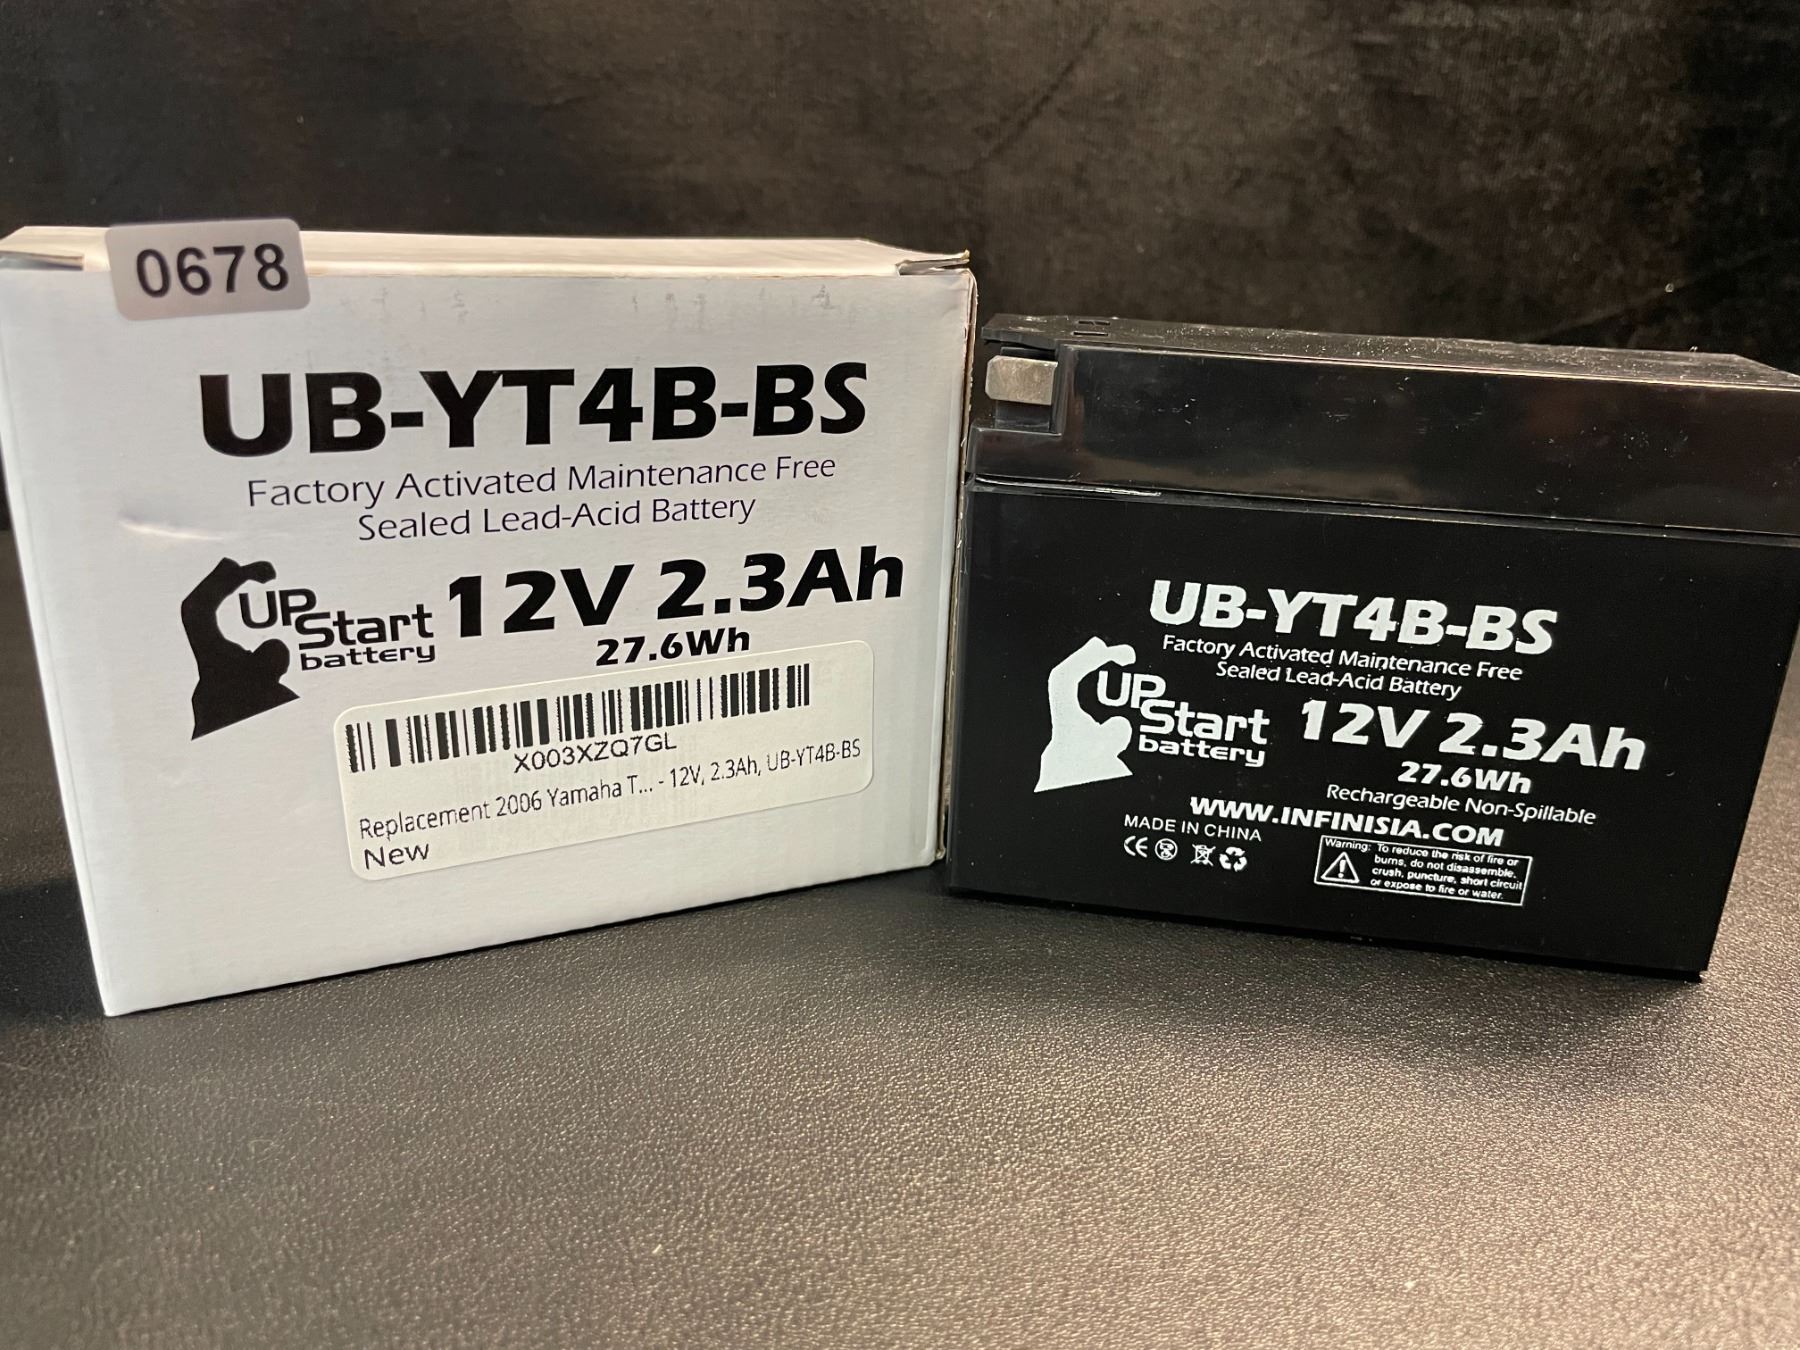 0678
UB-YT4B-BS
Factory Activated Maintenance Free
Sealed Lead-Acid Battery
UPStart
battery
12V 2.3Ah
27.6Wh
X003XZQ7GL
Replacement 2006 Yamaha T... - 12V, 2.3Ah, UB-YT4B-BS
New
UB-YT4B-BS
Factory Activated Maintenance Free
Sealed Lead-Acid Battery
UPStart
battery
12V 2.3Ah
27.6Wh
Rechargeable Non-Spillable
WWW.INFINISIA.COM
MADE IN CHINA
CE
Warning: To reduce the risk of fire or
burns, do not disassemble,
crush, puncture, short circuit
or expose to fire or water.